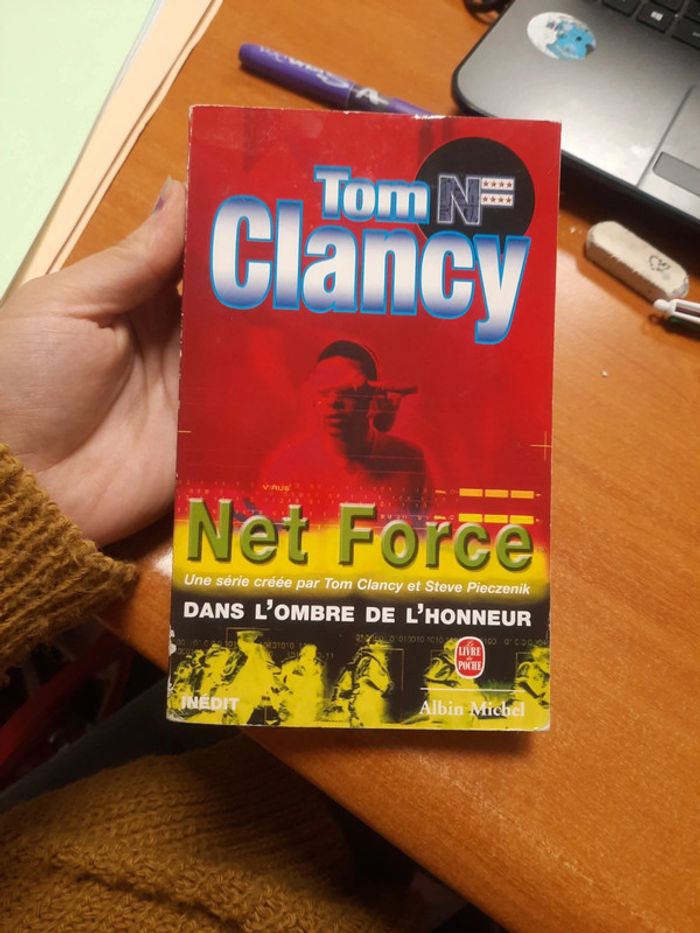 Tom NF
Clancy
VIRUS
Net Force
Une série créée par Tom Clancy et Steve Pieczenik
DANS L'OMBRE DE L'HONNEUR
Le
LIVRE
de
POCHE
INÉDIT
Albin Michel